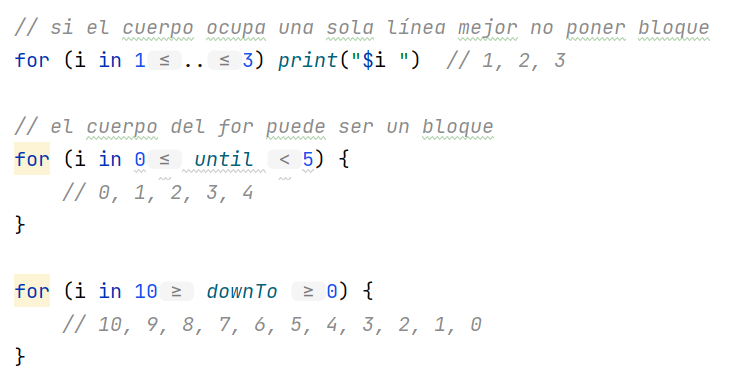 // si el cuerpo ocupa una sola línea mejor no poner bloque
for (i in 1 ≤ .. ≤ 3) print("$i ")  // 1, 2, 3
// el cuerpo del for puede ser un bloque
for (i in 0 ≤ until < 5) {
// 0, 1, 2, 3, 4
}
for (i in 10 ≥ downTo ≥ 0) {
// 10, 9, 8, 7, 6, 5, 4, 3, 2, 1, 0
}